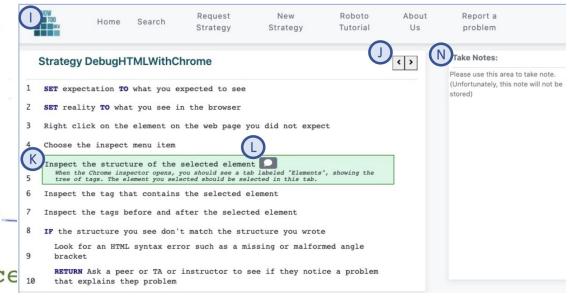 I
HOW
TOO
Home Search Request Strategy New Strategy Roboto Tutorial About Us Report a problem
Strategy DebugHTMLWithChrome
J
< >
1 SET expectation TO what you expected to see
2 SET reality TO what you see in the browser
3 Right click on the element on the web page you did not expect
4 Choose the inspect menu item
K
L
Inspect the structure of the selected element
When the Chrome inspector opens, you should see a tab labeled "Elements", showing the
5 tree of tags. The element you selected should be selected in this tab.
6 Inspect the tag that contains the selected element
7 Inspect the tags before and after the selected element
8 IF the structure you see don't match the structure you wrote
Look for an HTML syntax error such as a missing or malformed angle
9 bracket
RETURN Ask a peer or TA or instructor to see if they notice a problem
10 that explains thep problem
N
Take Notes:
Please use this area to take note.
(Unfortunately, this note will not be
stored)
ce